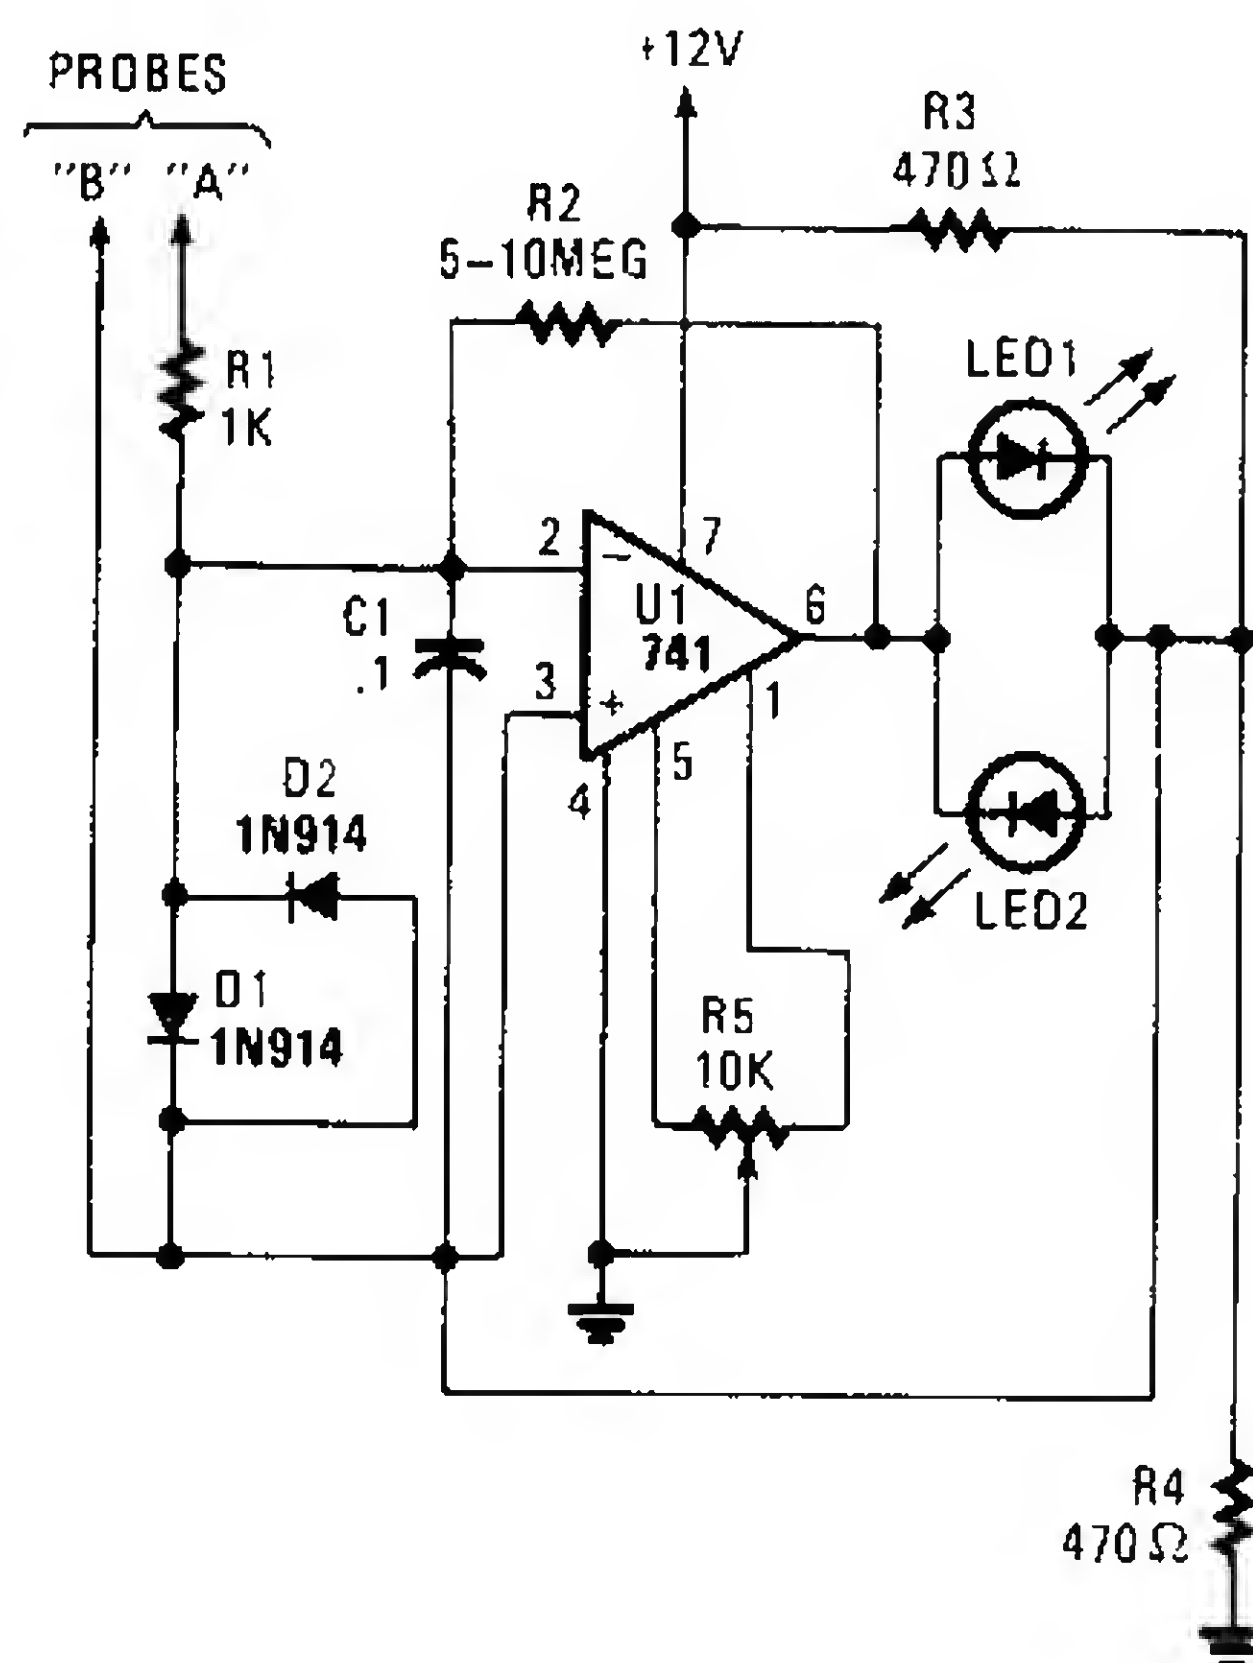 PROBES
"B" "A"
+12V
R3
470Ω
R2
5-10MEG
R1
1K
LED1
2
7
C1
.1
U1
741
6
-
3
+
1
5
4
D2
1N914
LED2
D1
1N914
R5
10K
R4
470Ω